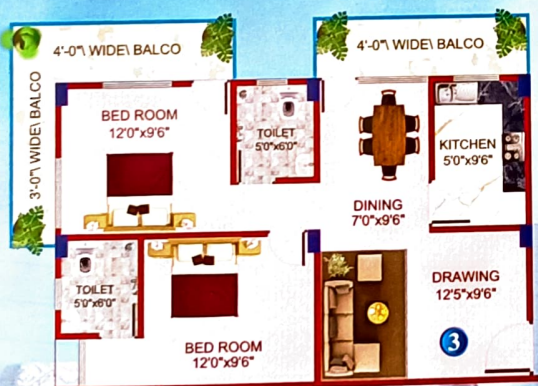 4'-0"\ WIDE\ BALCO
4'-0"\ WIDE\ BALCO
3'-0"\ WIDE\ BALCO
BED ROOM
12'0"x9'6"
TOILET
5'0"x6'0"
KITCHEN
5'0"x9'6"
DINING
7'0"x9'6"
TOILET
5'0"x6'0"
DRAWING
12'5"x9'6"
BED ROOM
12'0"x9'6"
3